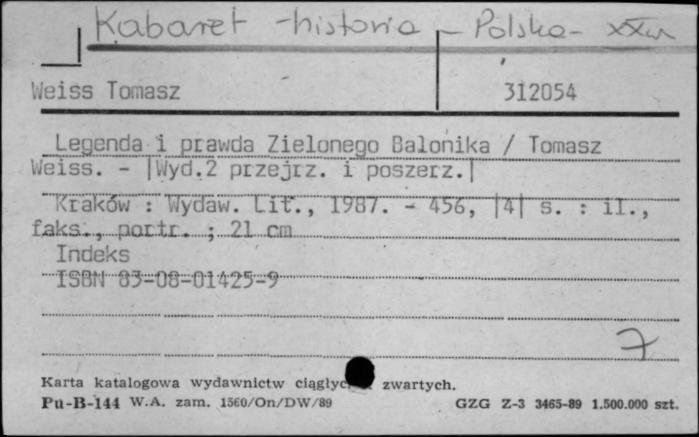 Kabaret - historia - Polska - XX w.
Weiss Tomasz 312054
Legenda i prawda Zielonego Balonika / Tomasz
Weiss. - |Wyd.2 przejrz. i poszerz.|
Kraków : Wydaw. Lit., 1987. - 456, |4| s. : il.,
faks., portr. ; 21 cm
Indeks
ISBN 83-08-01425-9
7
Karta katalogowa wydawnictw zwartych.
Pu-B-144 W.A. zam. 1560/On/DW/89 GZG Z-3 3465-89 1.500.000 szt.